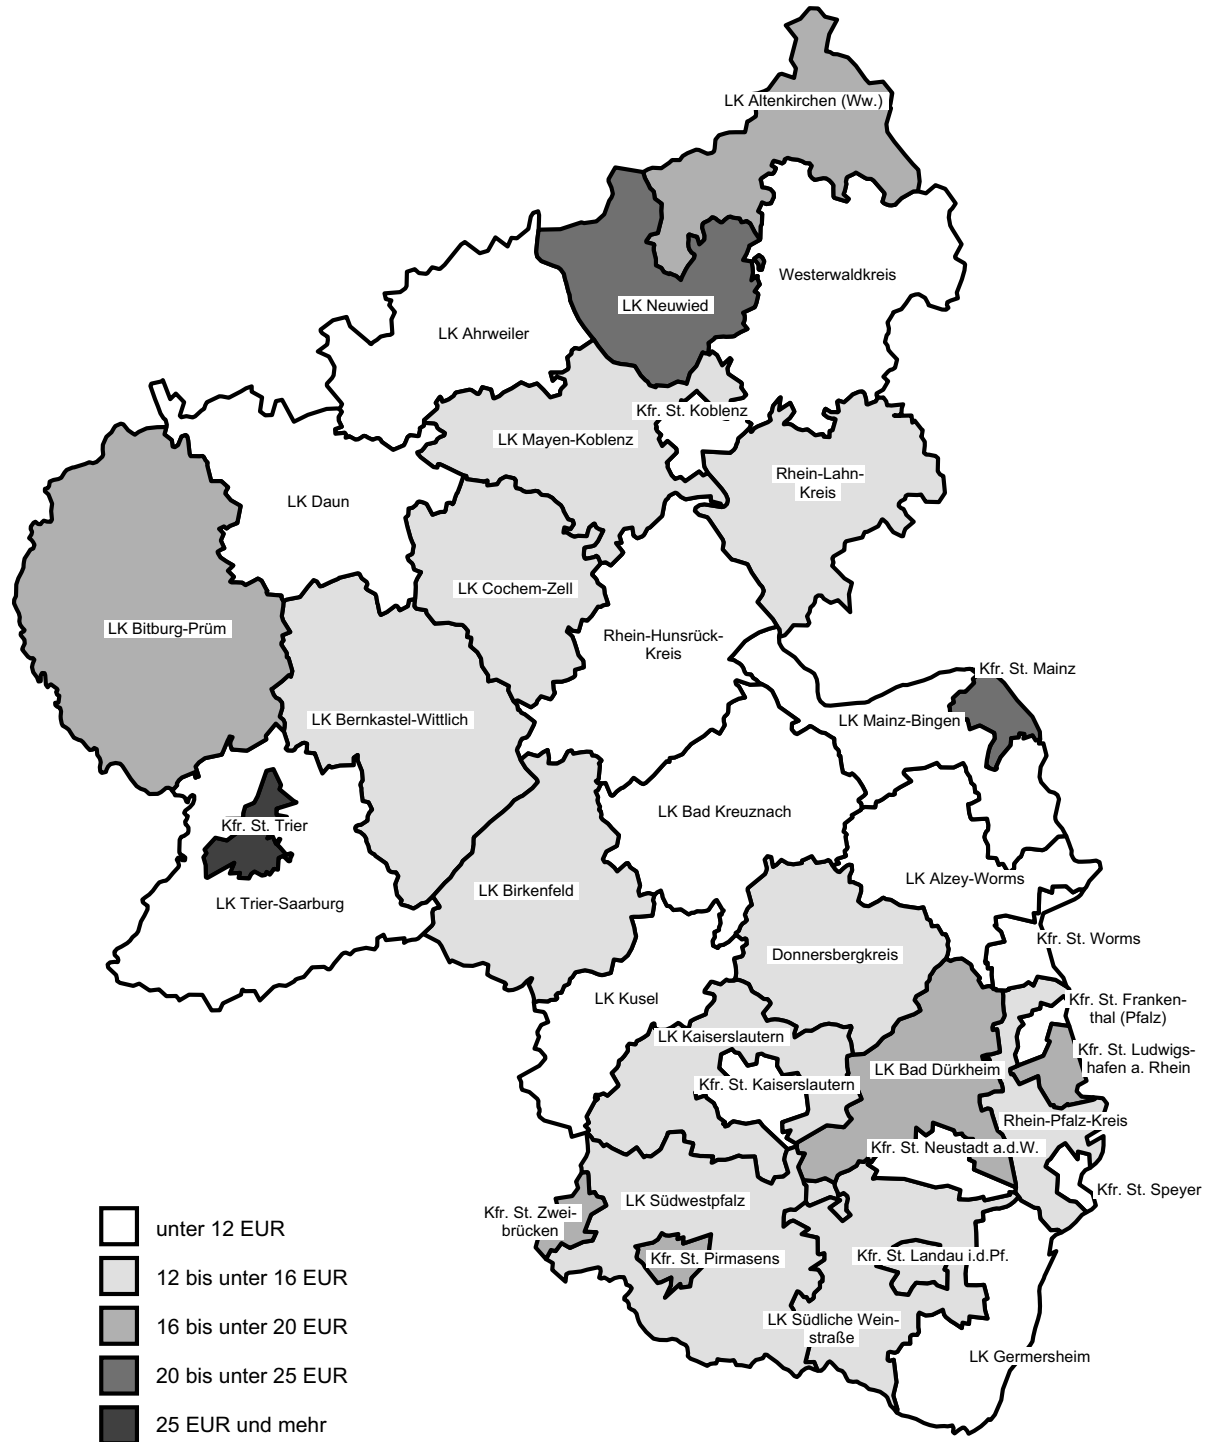 LK Altenkirchen (Ww.)
Westerwaldkreis
LK Neuwied
LK Ahrweiler
Kfr. St. Koblenz
LK Mayen-Koblenz
Rhein-Lahn-
Kreis
LK Daun
LK Cochem-Zell
LK Bitburg-Prüm
Rhein-Hunsrück-
Kreis
Kfr. St. Mainz
LK Bernkastel-Wittlich
LK Mainz-Bingen
LK Bad Kreuznach
Kfr. St. Trier
LK Alzey-Worms
LK Birkenfeld
LK Trier-Saarburg
Kfr. St. Worms
Donnersbergkreis
LK Kusel
Kfr. St. Franken-
thal (Pfalz)
LK Kaiserslautern
Kfr. St. Ludwigs-
hafen a. Rhein
LK Bad Dürkheim
Kfr. St. Kaiserslautern
Rhein-Pfalz-Kreis
Kfr. St. Neustadt a.d.W.
Kfr. St. Speyer
LK Südwestpfalz
Kfr. St. Zwei-
brücken
Kfr. St. Pirmasens
Kfr. St. Landau i.d.Pf.
LK Südliche Wein-
straße
LK Germersheim
unter 12 EUR
12 bis unter 16 EUR
16 bis unter 20 EUR
20 bis unter 25 EUR
25 EUR und mehr